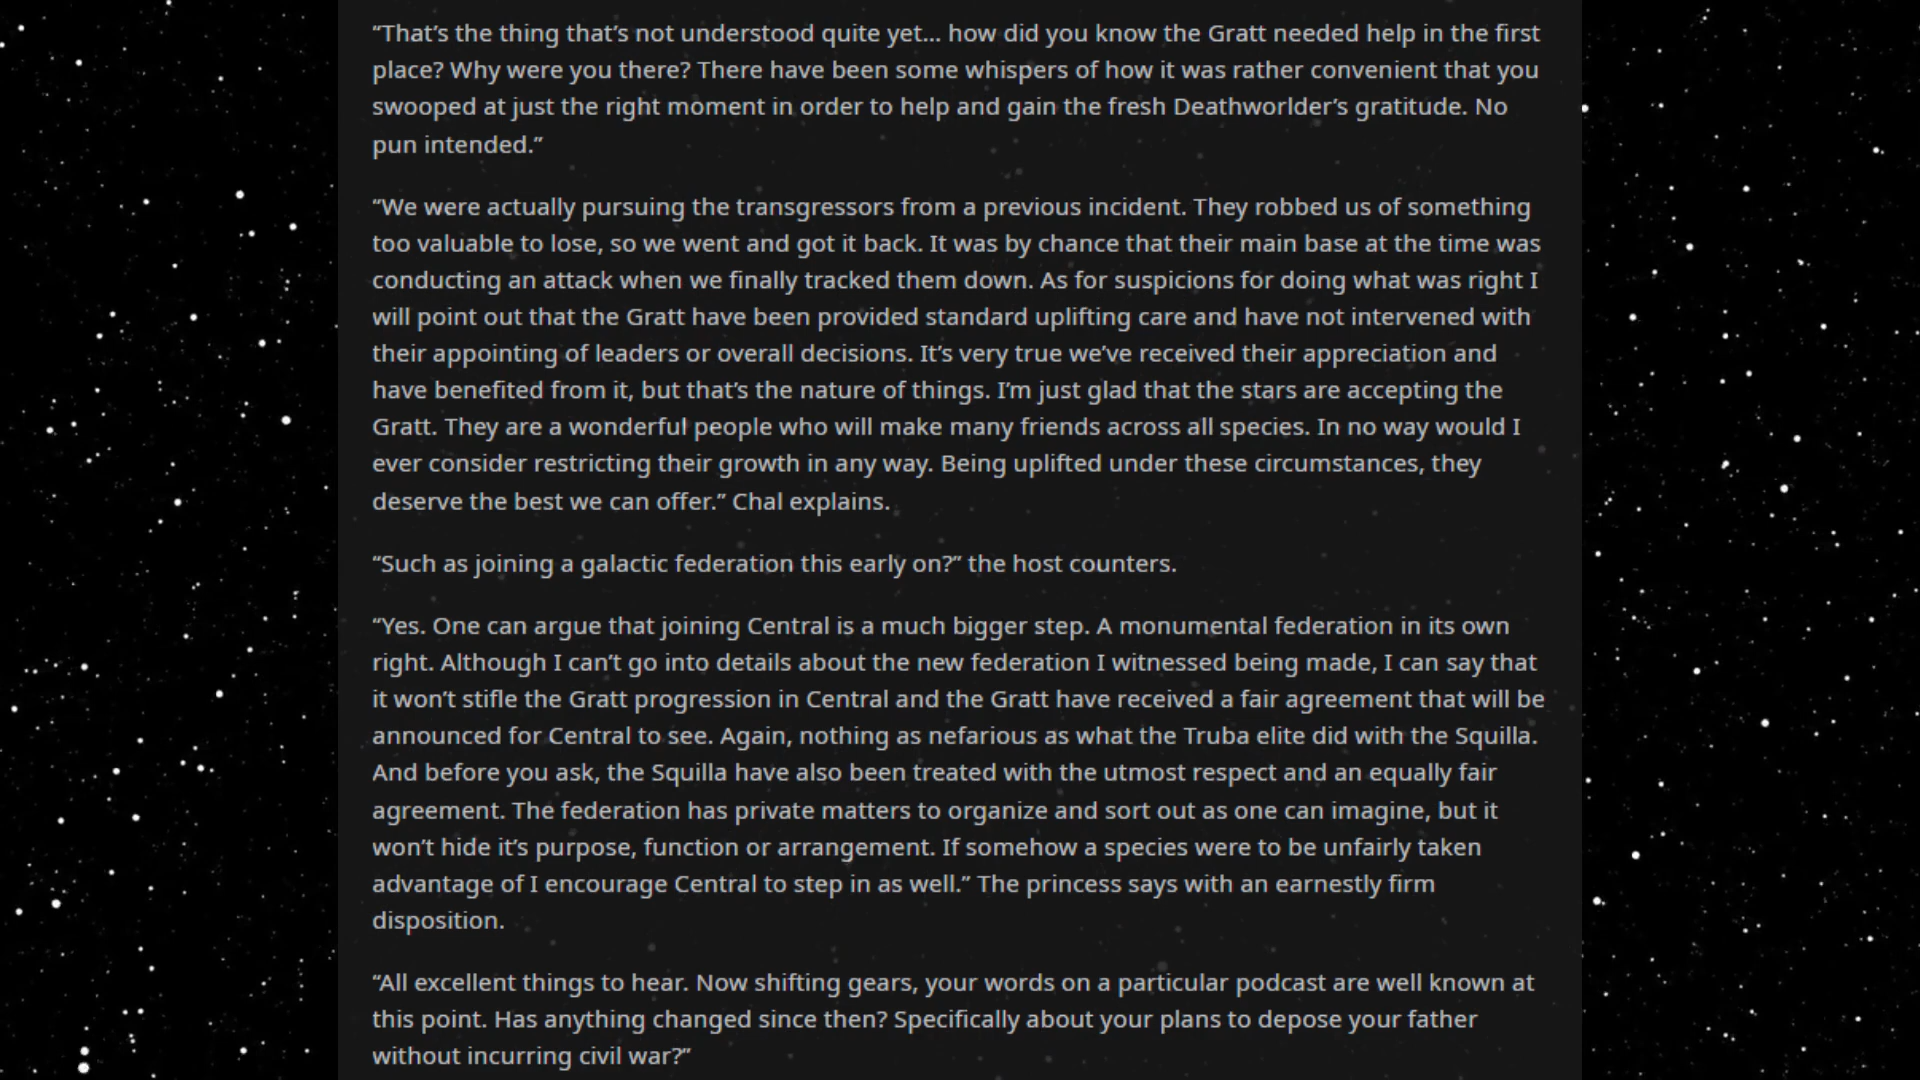 “That’s the thing that’s not understood quite yet… how did you know the Gratt needed help in the first
place? Why were you there? There have been some whispers of how it was rather convenient that you
swooped at just the right moment in order to help and gain the fresh Deathworlder’s gratitude. No
pun intended.”
“We were actually pursuing the transgressors from a previous incident. They robbed us of something
too valuable to lose, so we went and got it back. It was by chance that their main base at the time was
conducting an attack when we finally tracked them down. As for suspicions for doing what was right I
will point out that the Gratt have been provided standard uplifting care and have not intervened with
their appointing of leaders or overall decisions. It’s very true we’ve received their appreciation and
have benefited from it, but that’s the nature of things. I’m just glad that the stars are accepting the
Gratt. They are a wonderful people who will make many friends across all species. In no way would I
ever consider restricting their growth in any way. Being uplifted under these circumstances, they
deserve the best we can offer.” Chal explains.
“Such as joining a galactic federation this early on?” the host counters.
“Yes. One can argue that joining Central is a much bigger step. A monumental federation in its own
right. Although I can’t go into details about the new federation I witnessed being made, I can say that
it won’t stifle the Gratt progression in Central and the Gratt have received a fair agreement that will be
announced for Central to see. Again, nothing as nefarious as what the Truba elite did with the Squilla.
And before you ask, the Squilla have also been treated with the utmost respect and an equally fair
agreement. The federation has private matters to organize and sort out as one can imagine, but it
won’t hide it’s purpose, function or arrangement. If somehow a species were to be unfairly taken
advantage of I encourage Central to step in as well.” The princess says with an earnestly firm
disposition.
“All excellent things to hear. Now shifting gears, your words on a particular podcast are well known at
this point. Has anything changed since then? Specifically about your plans to depose your father
without incurring civil war?”